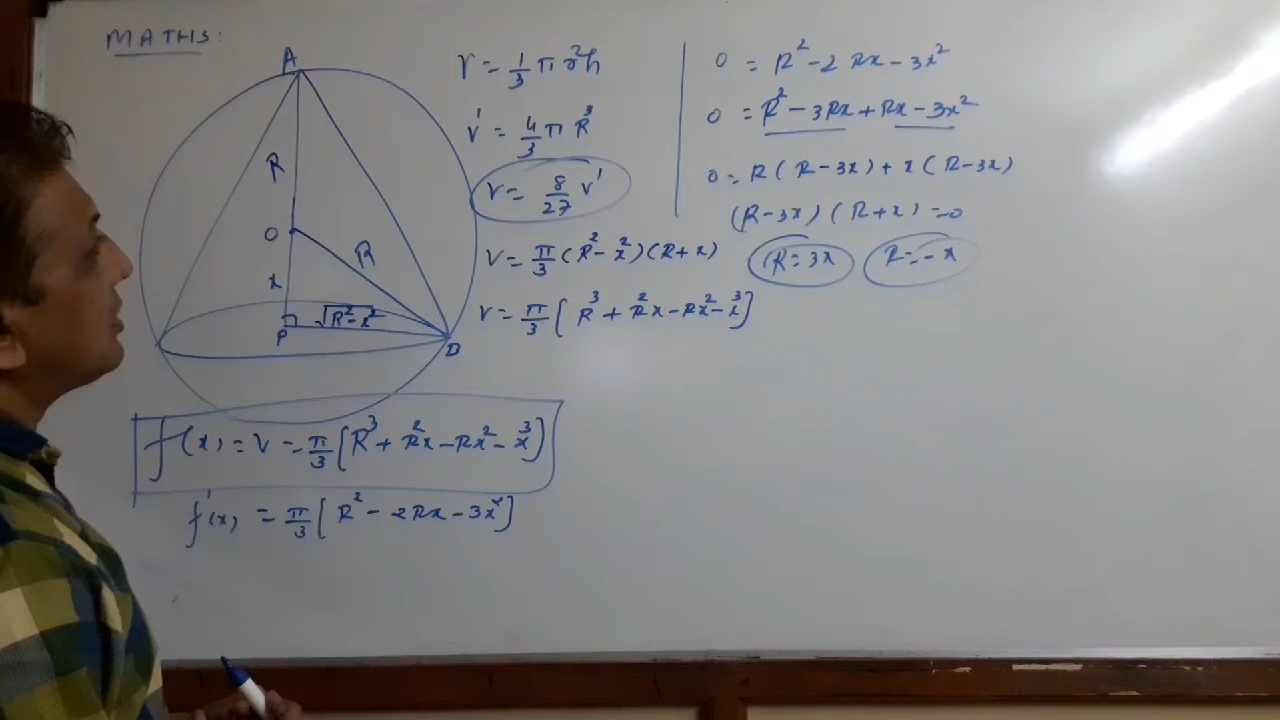 MATHS:
A
R
O
x
R
√R²-x²
P
D
V = 1/3 π r²h
V' = 4/3 π R³
V = 8/27 V'
V = π/3 (R² - x²)(R + x)
V = π/3 [R³ + R²x - Rx² - x³]
f(x) = V = π/3 [R³ + R²x - Rx² - x³]
f'(x) = π/3 [R² - 2Rx - 3x²]
0 = R² - 2Rx - 3x²
0 = R² - 3Rx + Rx - 3x²
0 = R(R - 3x) + x(R - 3x)
(R - 3x)(R + x) = 0
R = 3x R = -x